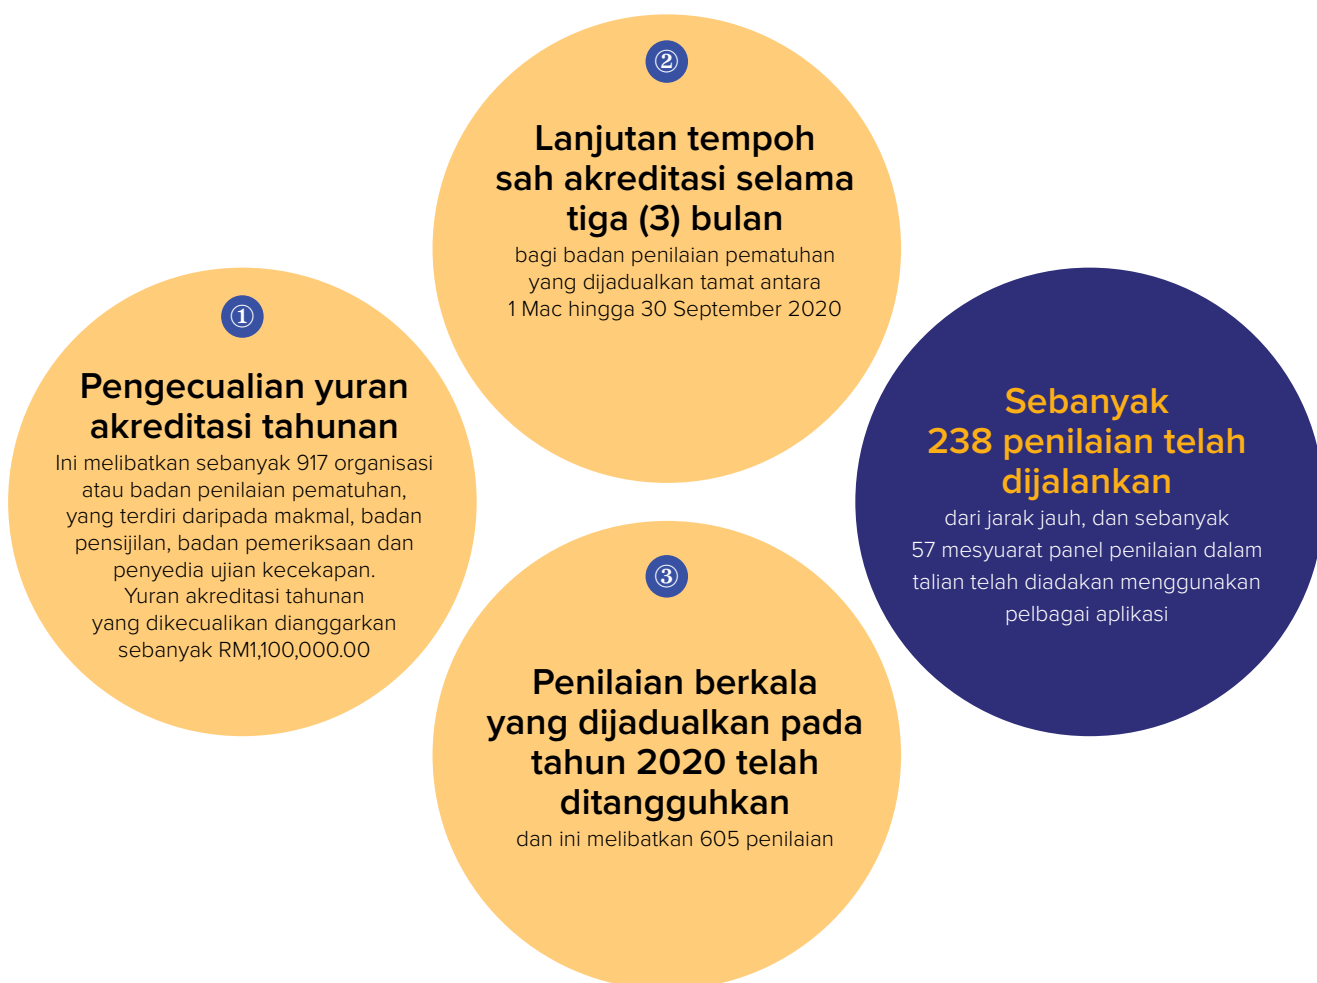 ①
Pengecualian yuran
akreditasi tahunan
Ini melibatkan sebanyak 917 organisasi
atau badan penilaian pematuhan,
yang terdiri daripada makmal, badan
pensijilan, badan pemeriksaan dan
penyedia ujian kecekapan.
Yuran akreditasi tahunan
yang dikecualikan dianggarkan
sebanyak RM1,100,000.00
②
Lanjutan tempoh
sah akreditasi selama
tiga (3) bulan
bagi badan penilaian pematuhan
yang dijadualkan tamat antara
1 Mac hingga 30 September 2020
③
Penilaian berkala
yang dijadualkan pada
tahun 2020 telah
ditangguhkan
dan ini melibatkan 605 penilaian
Sebanyak
238 penilaian telah
dijalankan
dari jarak jauh, dan sebanyak
57 mesyuarat panel penilaian dalam
talian telah diadakan menggunakan
pelbagai aplikasi